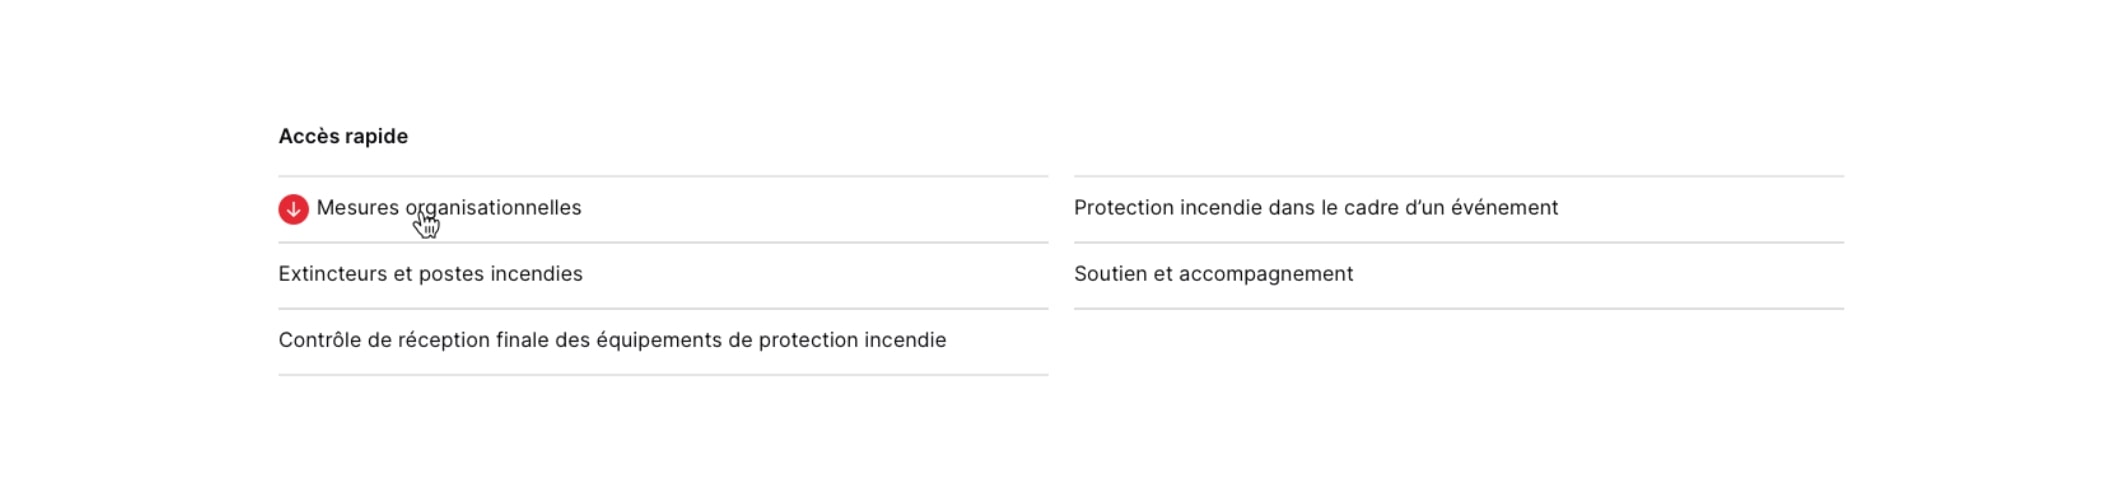 Accès rapide
Mesures organisationnelles
Extincteurs et postes incendies
Contrôle de réception finale des équipements de protection incendie
Protection incendie dans le cadre d’un événement
Soutien et accompagnement